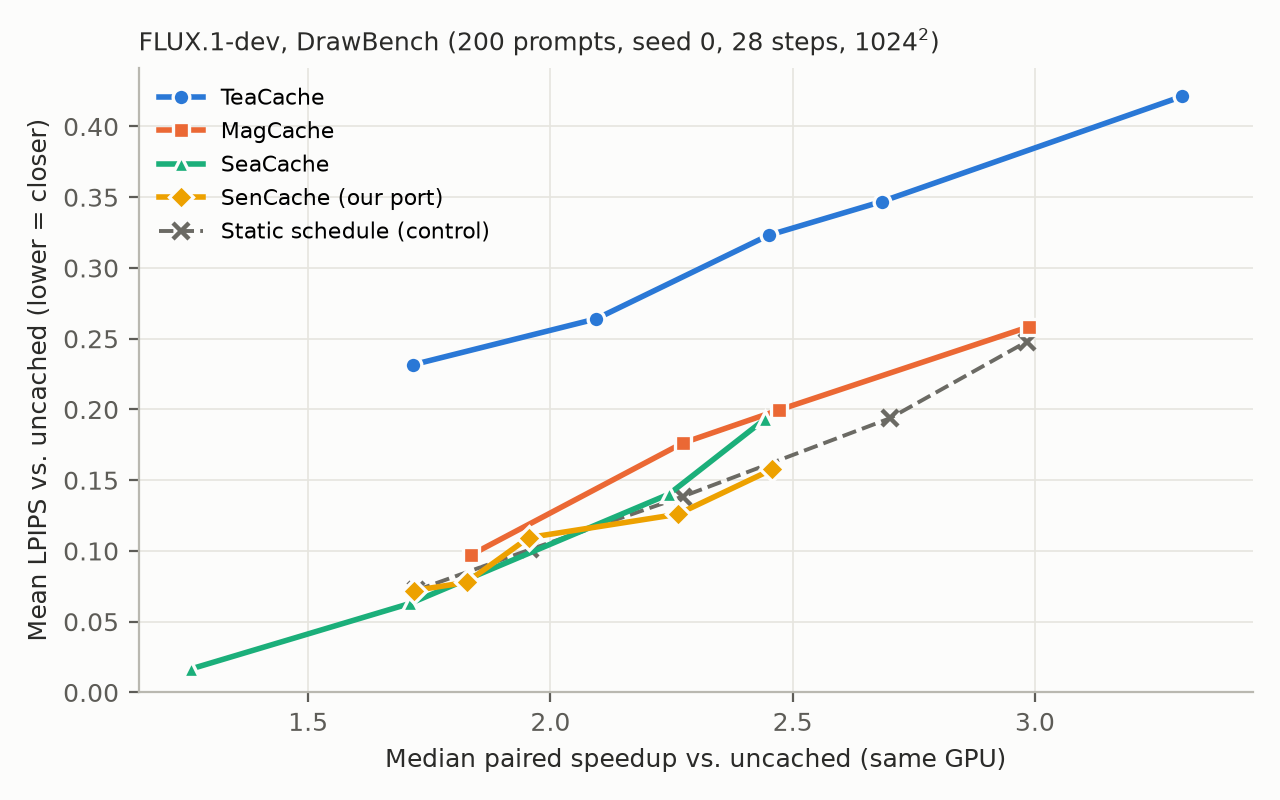 FLUX.1-dev, DrawBench (200 prompts, seed 0, 28 steps, 1024²)
TeaCache
MagCache
SeaCache
SenCache (our port)
Static schedule (control)
Mean LPIPS vs. uncached (lower = closer)
0.40
0.35
0.30
0.25
0.20
0.15
0.10
0.05
0.00
1.5 2.0 2.5 3.0
Median paired speedup vs. uncached (same GPU)